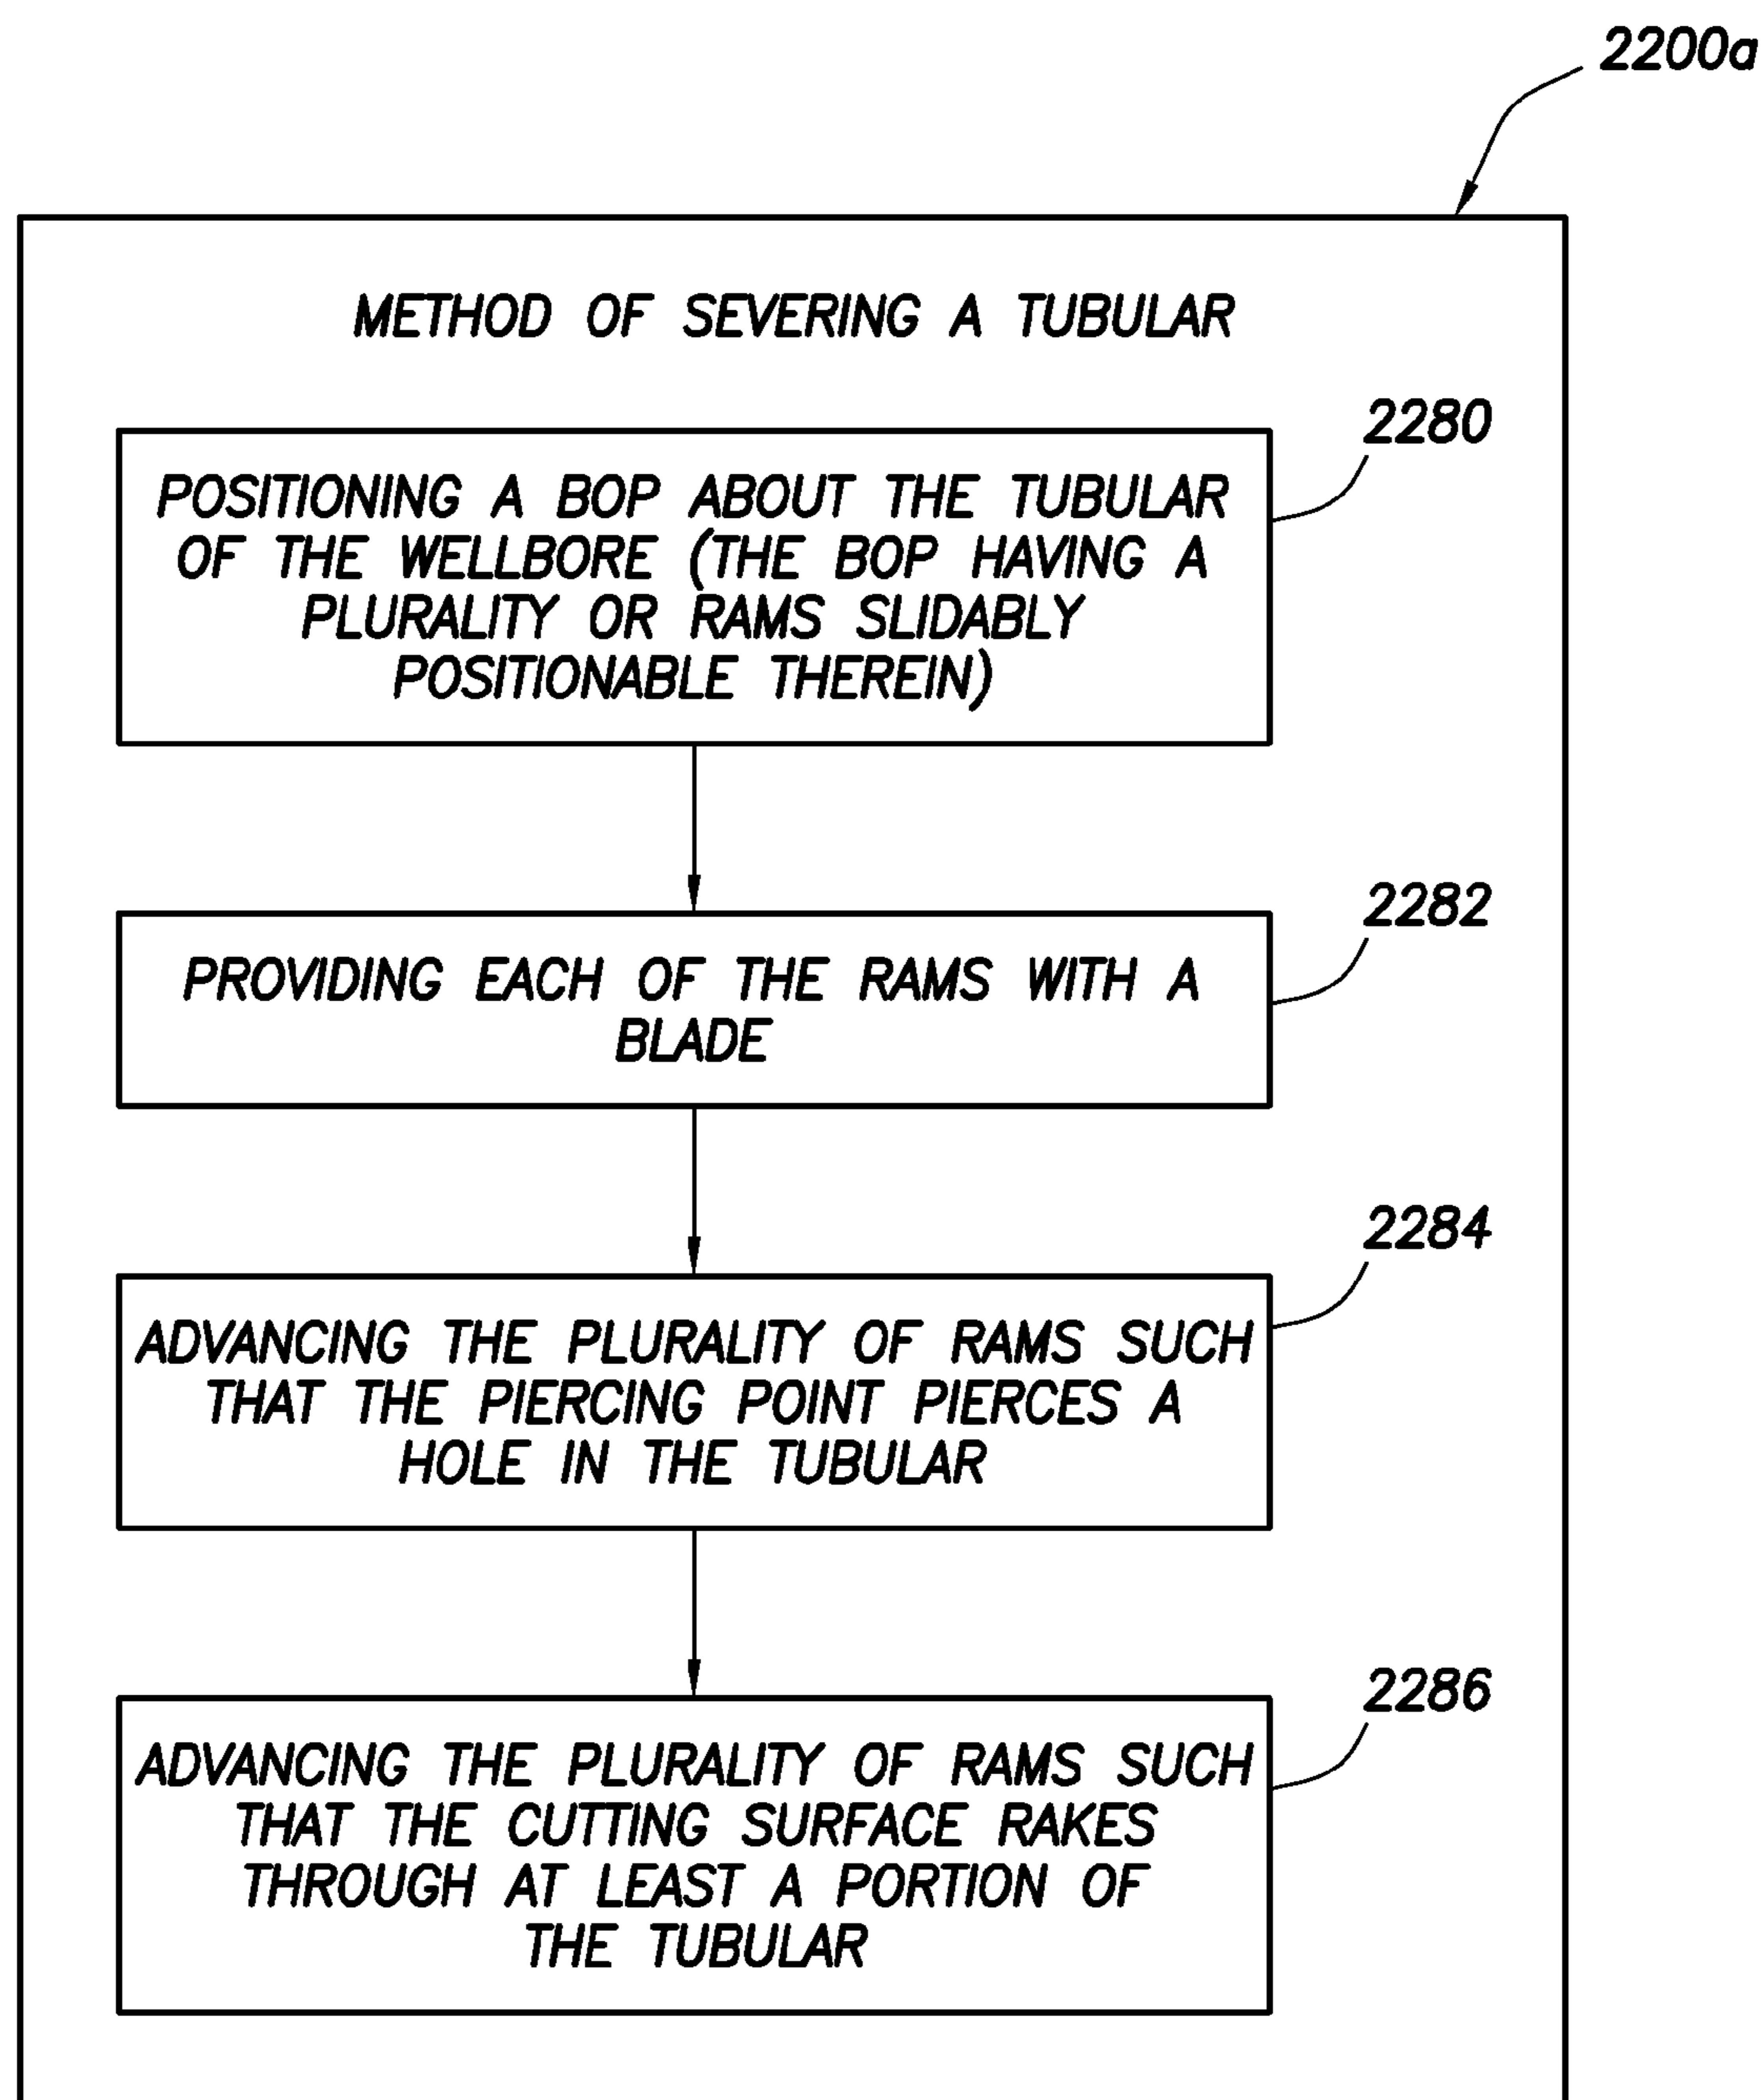 2200a
METHOD OF SEVERING A TUBULAR
2280
POSITIONING A BOP ABOUT THE TUBULAR
OF THE WELLBORE (THE BOP HAVING A
PLURALITY OR RAMS SLIDABLY
POSITIONABLE THEREIN)
2282
PROVIDING EACH OF THE RAMS WITH A
BLADE
2284
ADVANCING THE PLURALITY OF RAMS SUCH
THAT THE PIERCING POINT PIERCES A
HOLE IN THE TUBULAR
2286
ADVANCING THE PLURALITY OF RAMS SUCH
THAT THE CUTTING SURFACE RAKES
THROUGH AT LEAST A PORTION OF
THE TUBULAR